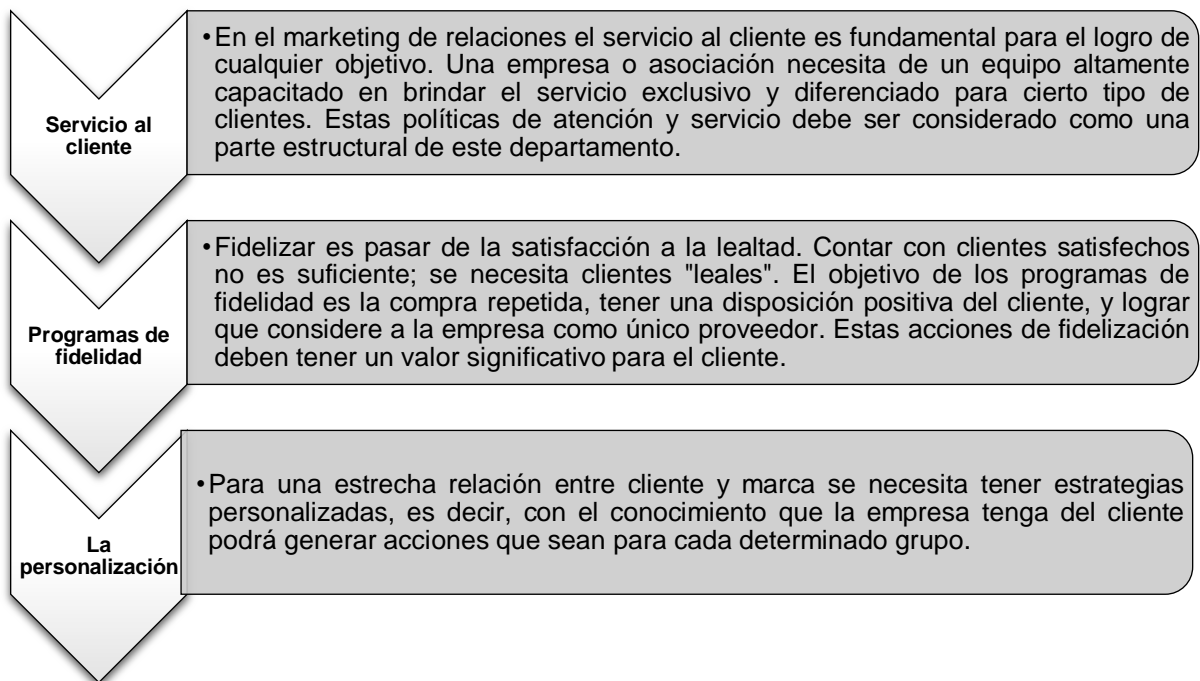 Servicio al
cliente
•En el marketing de relaciones el servicio al cliente es fundamental para el logro de
cualquier objetivo. Una empresa o asociación necesita de un equipo altamente
capacitado en brindar el servicio exclusivo y diferenciado para cierto tipo de
clientes. Estas políticas de atención y servicio debe ser considerado como una
parte estructural de este departamento.
Programas de
fidelidad
•Fidelizar es pasar de la satisfacción a la lealtad. Contar con clientes satisfechos
no es suficiente; se necesita clientes "leales". El objetivo de los programas de
fidelidad es la compra repetida, tener una disposición positiva del cliente, y lograr
que considere a la empresa como único proveedor. Estas acciones de fidelización
deben tener un valor significativo para el cliente.
La
personalización
•Para una estrecha relación entre cliente y marca se necesita tener estrategias
personalizadas, es decir, con el conocimiento que la empresa tenga del cliente
podrá generar acciones que sean para cada determinado grupo.